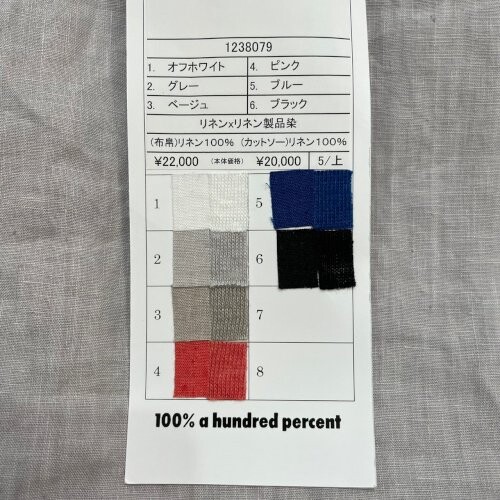 1238079
1. オフホワイト 4. ピンク
2. グレー 5. ブルー
3. ベージュ 6. ブラック
リネン×リネン製品染
(布帛)リネン100% (カットソー)リネン100%
¥22,000 (本体価格) ¥20,000 5/上
1 5
2 6
3 7
4 8
100% a hundred percent